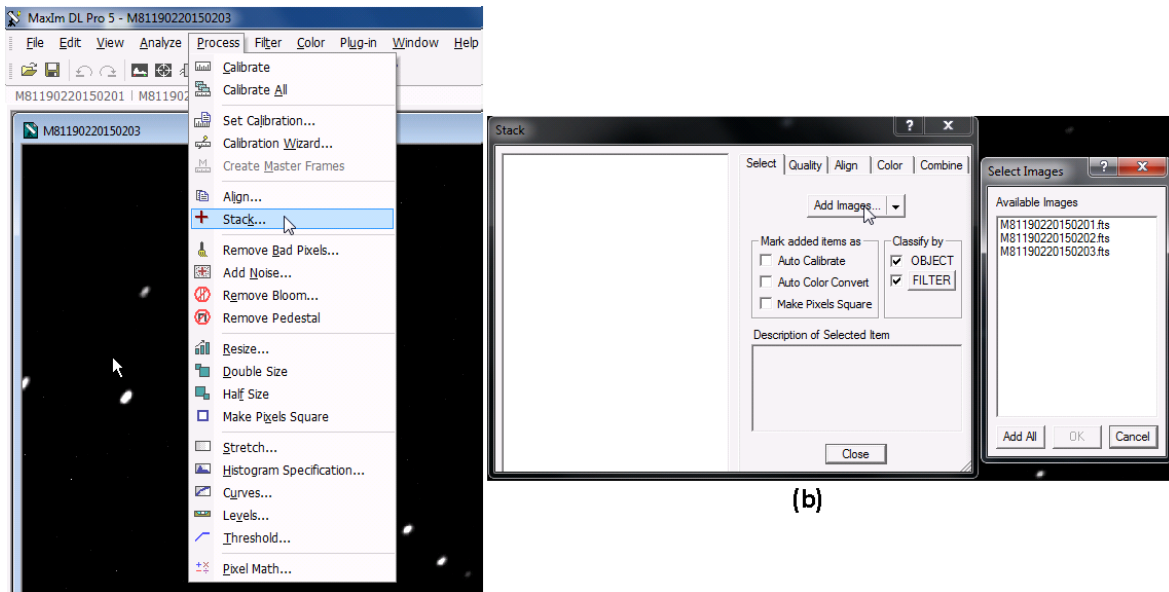 MaxIm DL Pro 5 - M81190220150203
File Edit View Analyze Process Filter Color Plug-in Window Help
M81190220150201 | M811902
M81190220150203
Calibrate
Calibrate All
Set Calibration...
Calibration Wizard...
Create Master Frames
Align...
Stack...
Remove Bad Pixels...
Add Noise...
Remove Bloom...
Remove Pedestal
Resize...
Double Size
Half Size
Make Pixels Square
Stretch...
Histogram Specification...
Curves...
Levels...
Threshold...
Pixel Math...
Stack
Select Quality Align Color Combine
Add Images...
Mark added items as
Auto Calibrate
Auto Color Convert
Make Pixels Square
Classify by
OBJECT
FILTER
Description of Selected Item
Close
Select Images
Available Images
M81190220150201.fts
M81190220150202.fts
M81190220150203.fts
Add All OK Cancel
(b)